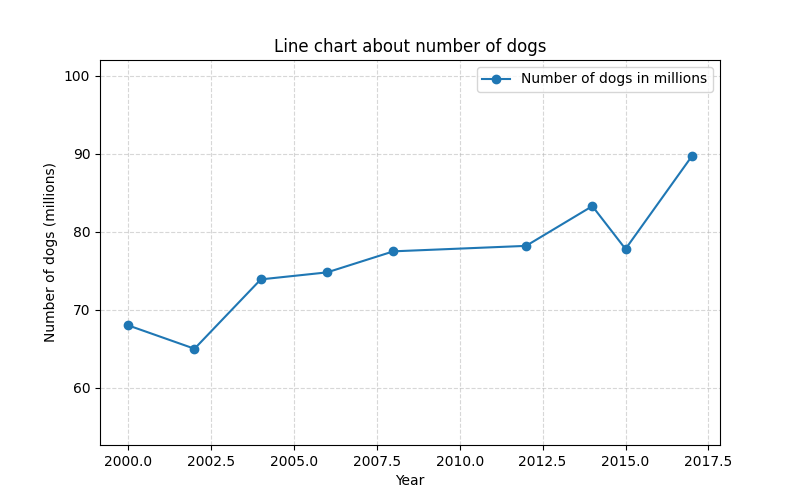 Line chart about number of dogs
Number of dogs in millions
Number of dogs (millions)
100
90
80
70
60
2000.0 2002.5 2005.0 2007.5 2010.0 2012.5 2015.0 2017.5
Year